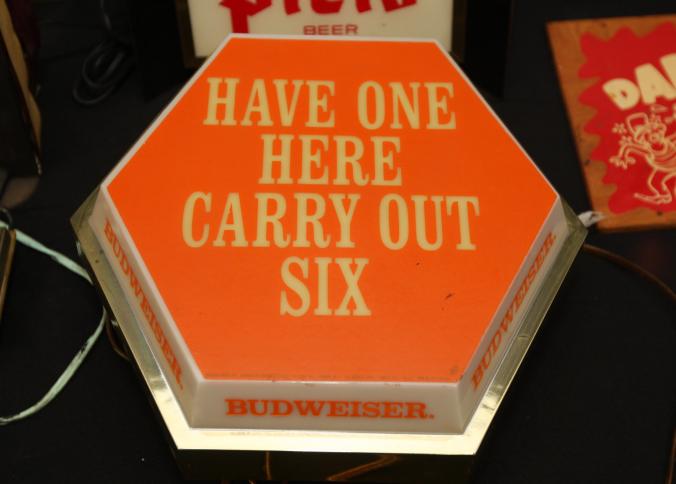 BEER
HAVE ONE
HERE
CARRY OUT
SIX
BUDWEISER.
BUDWEISER.
BUDWEISER.